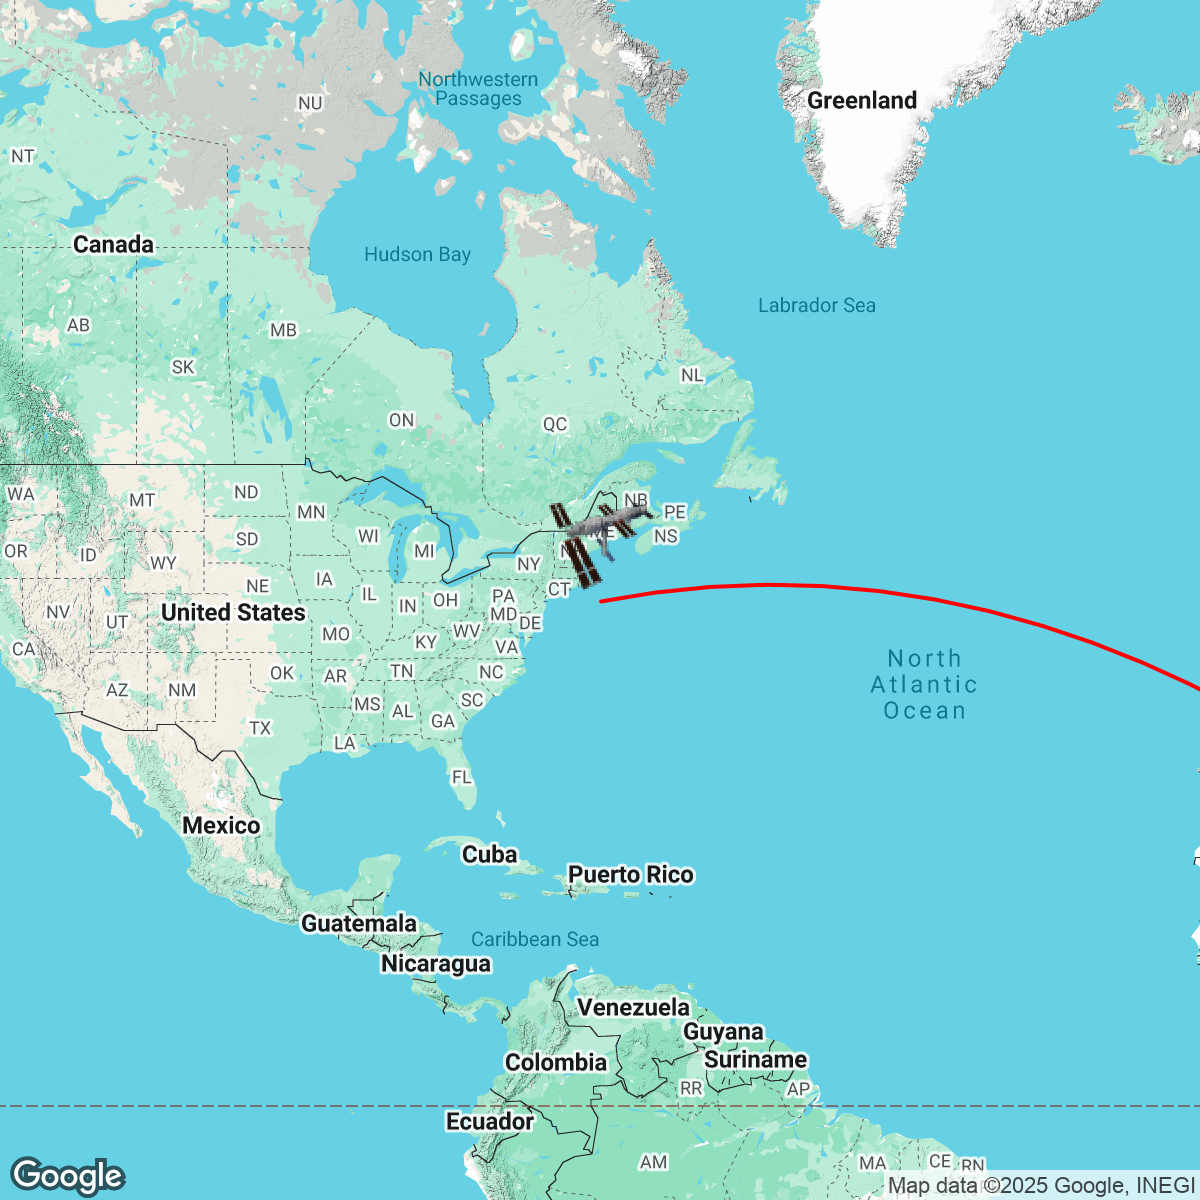 Northwestern
Passages
NU
Greenland
NT
Canada
Hudson Bay
Labrador Sea
AB
MB
SK
NL
ON
QC
WA
MT
ND
MN
NB
PE
OR
ID
SD
WI
MI
ME
NS
WY
NY
NE
IA
IL
IN
OH
PA
CT
NV
UT
United States
MD
DE
CA
MO
KY
WV
VA
North
Atlantic
Ocean
AZ
NM
OK
AR
TN
NC
MS
AL
SC
GA
TX
LA
FL
Mexico
Cuba
Puerto Rico
Guatemala
Caribbean Sea
Nicaragua
Venezuela
Guyana
Colombia
Suriname
RR
AP
Ecuador
AM
MA
CE
RN
Google
Map data ©2025 Google, INEGI